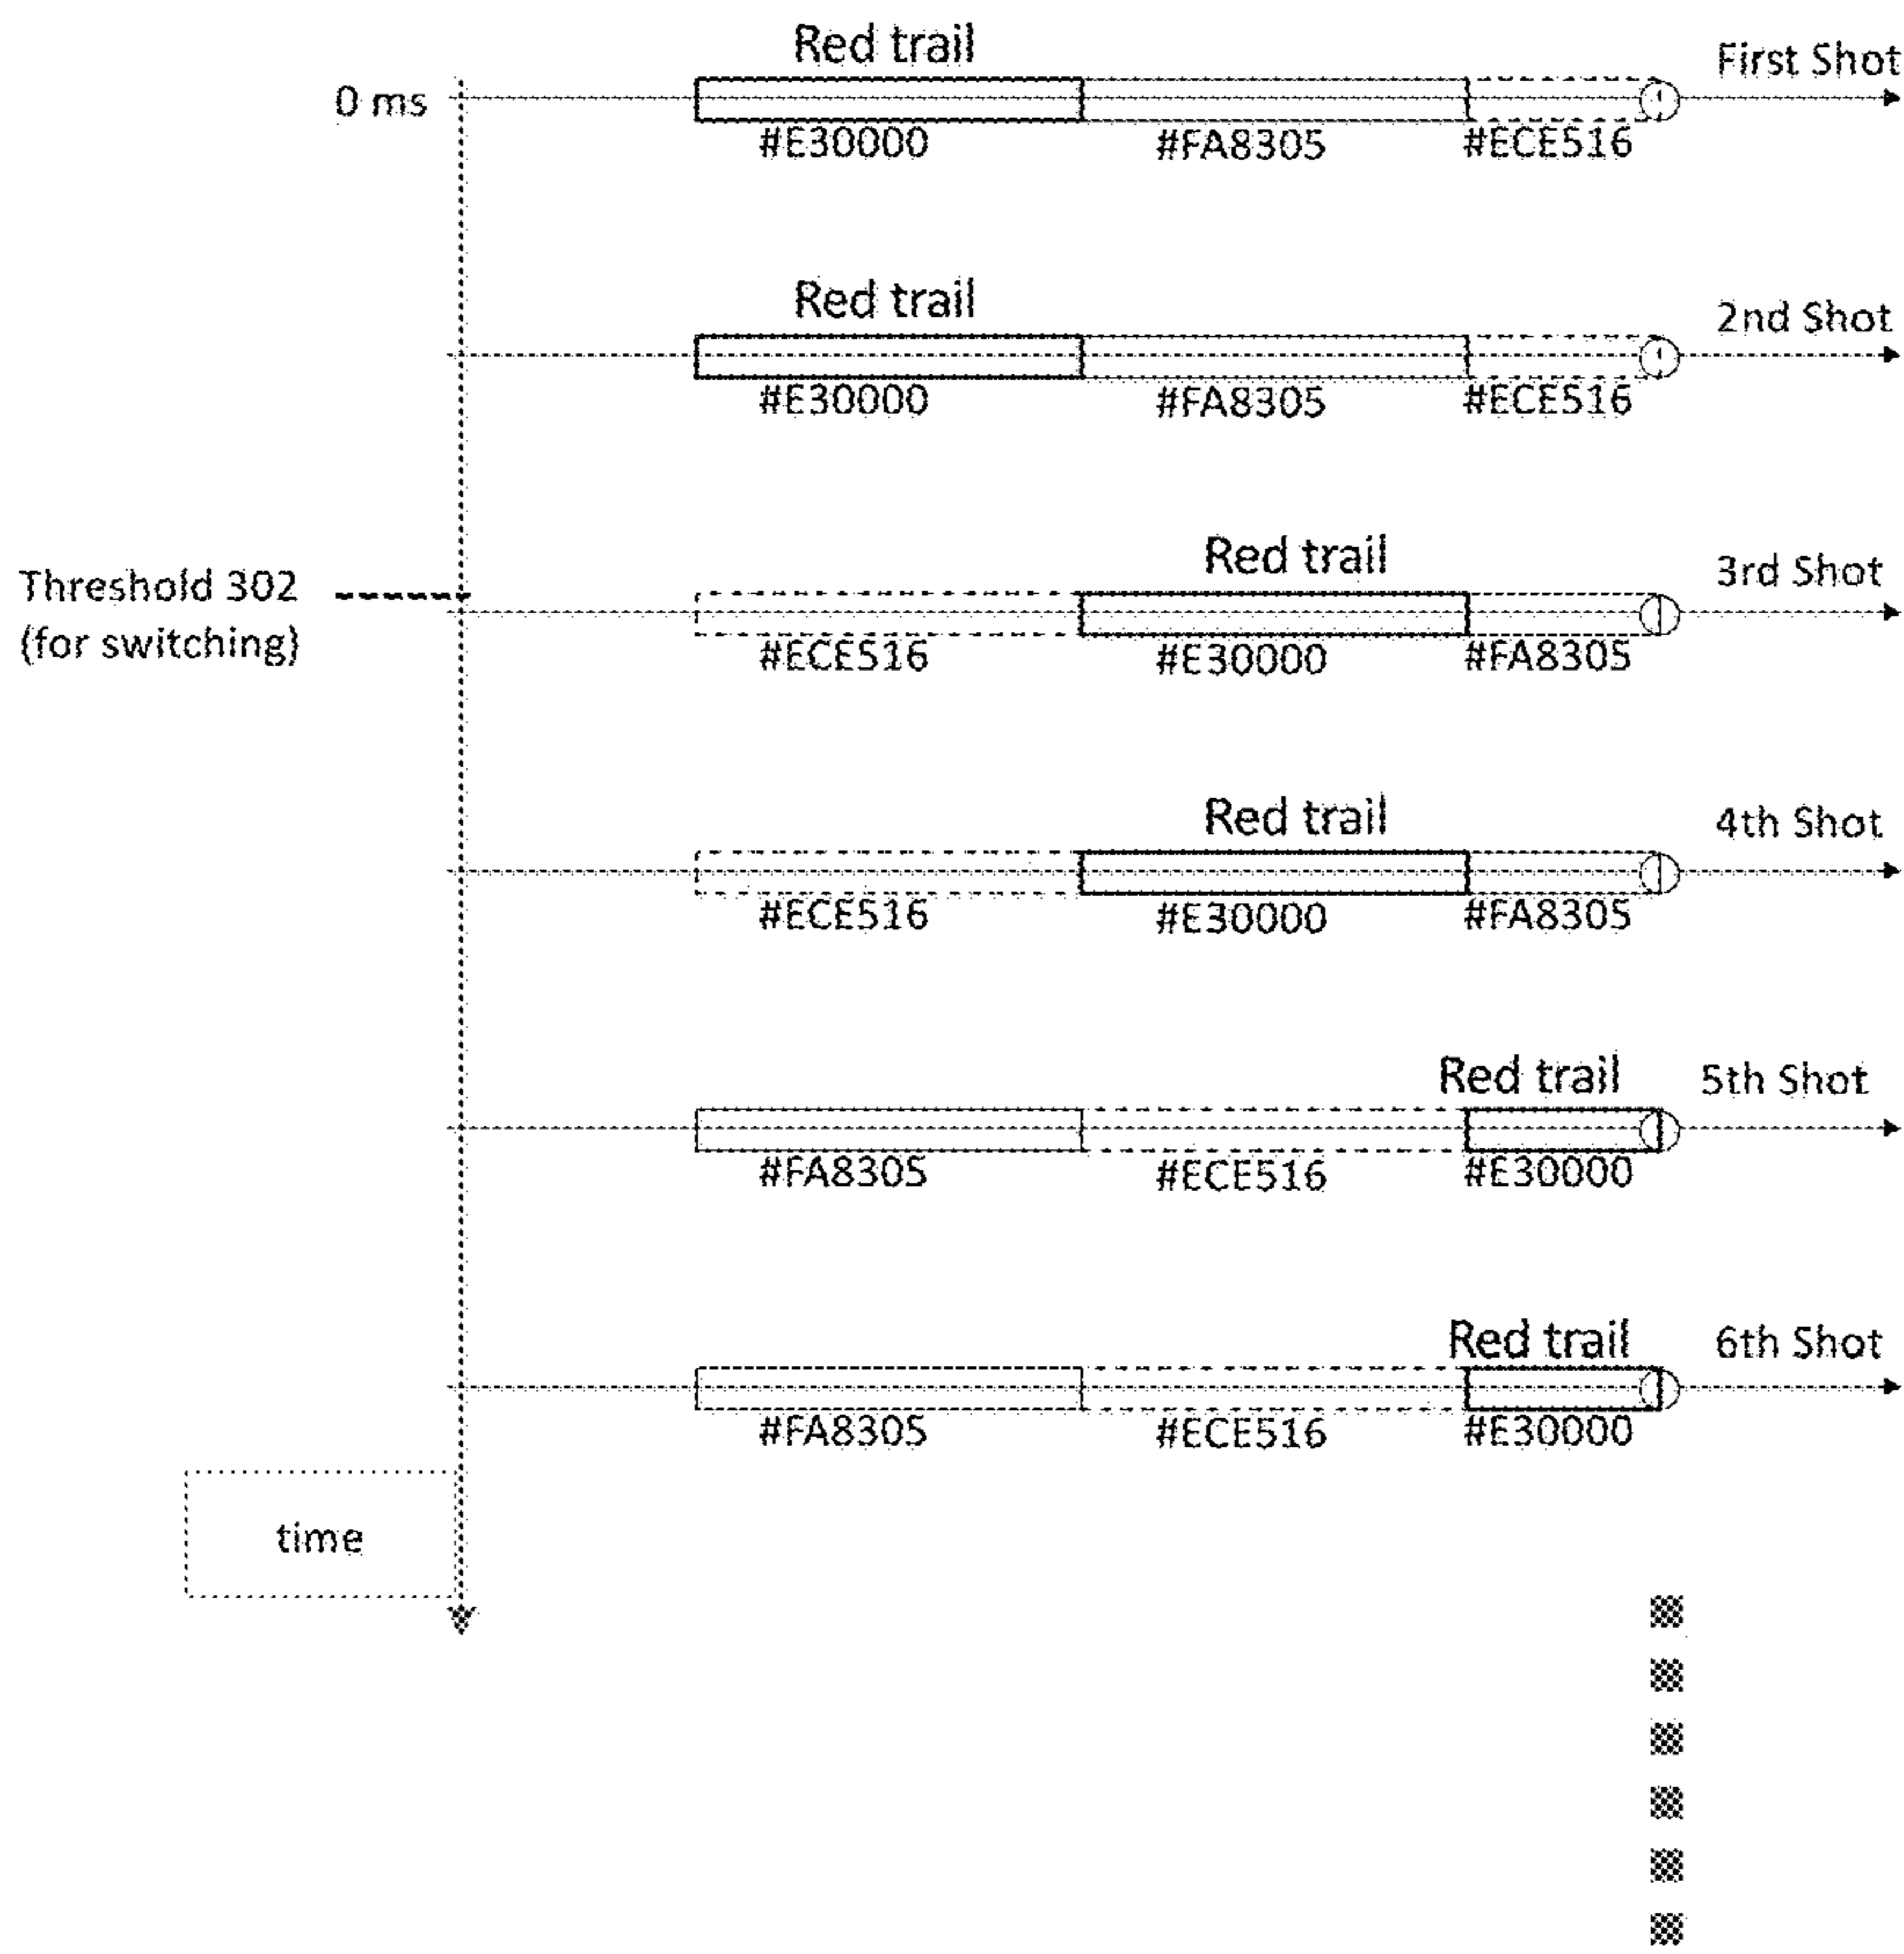 Red trail
First Shot
0 ms
#E30000 #FA8305 #ECE516
Red trail
2nd Shot
#E30000 #FA8305 #ECE516
Red trail
3rd Shot
Threshold 302
(for switching)
#ECE516 #E30000 #FA8305
Red trail
4th Shot
#ECE516 #E30000 #FA8305
Red trail
5th Shot
#FA8305 #ECE516 #E30000
Red trail
6th Shot
#FA8305 #ECE516 #E30000
time